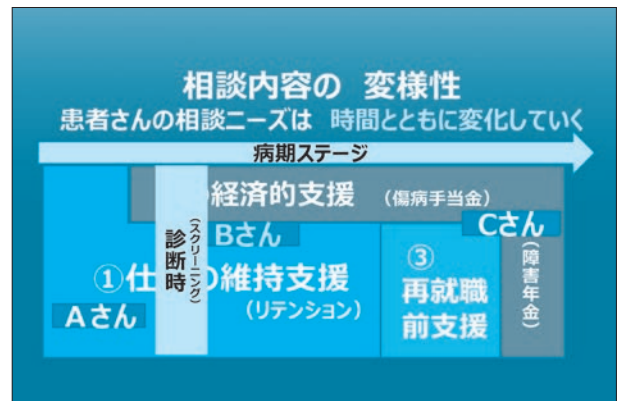 相談内容の 変様性
患者さんの相談ニーズは 時間とともに変化していく
病期ステージ
の経済的支援 (傷病手当金)
Cさん
Bさん
診断時
(スクリーニング)
①仕 の維持支援
(リテンション)
Aさん
③
再就職
前支援
(障害年金)